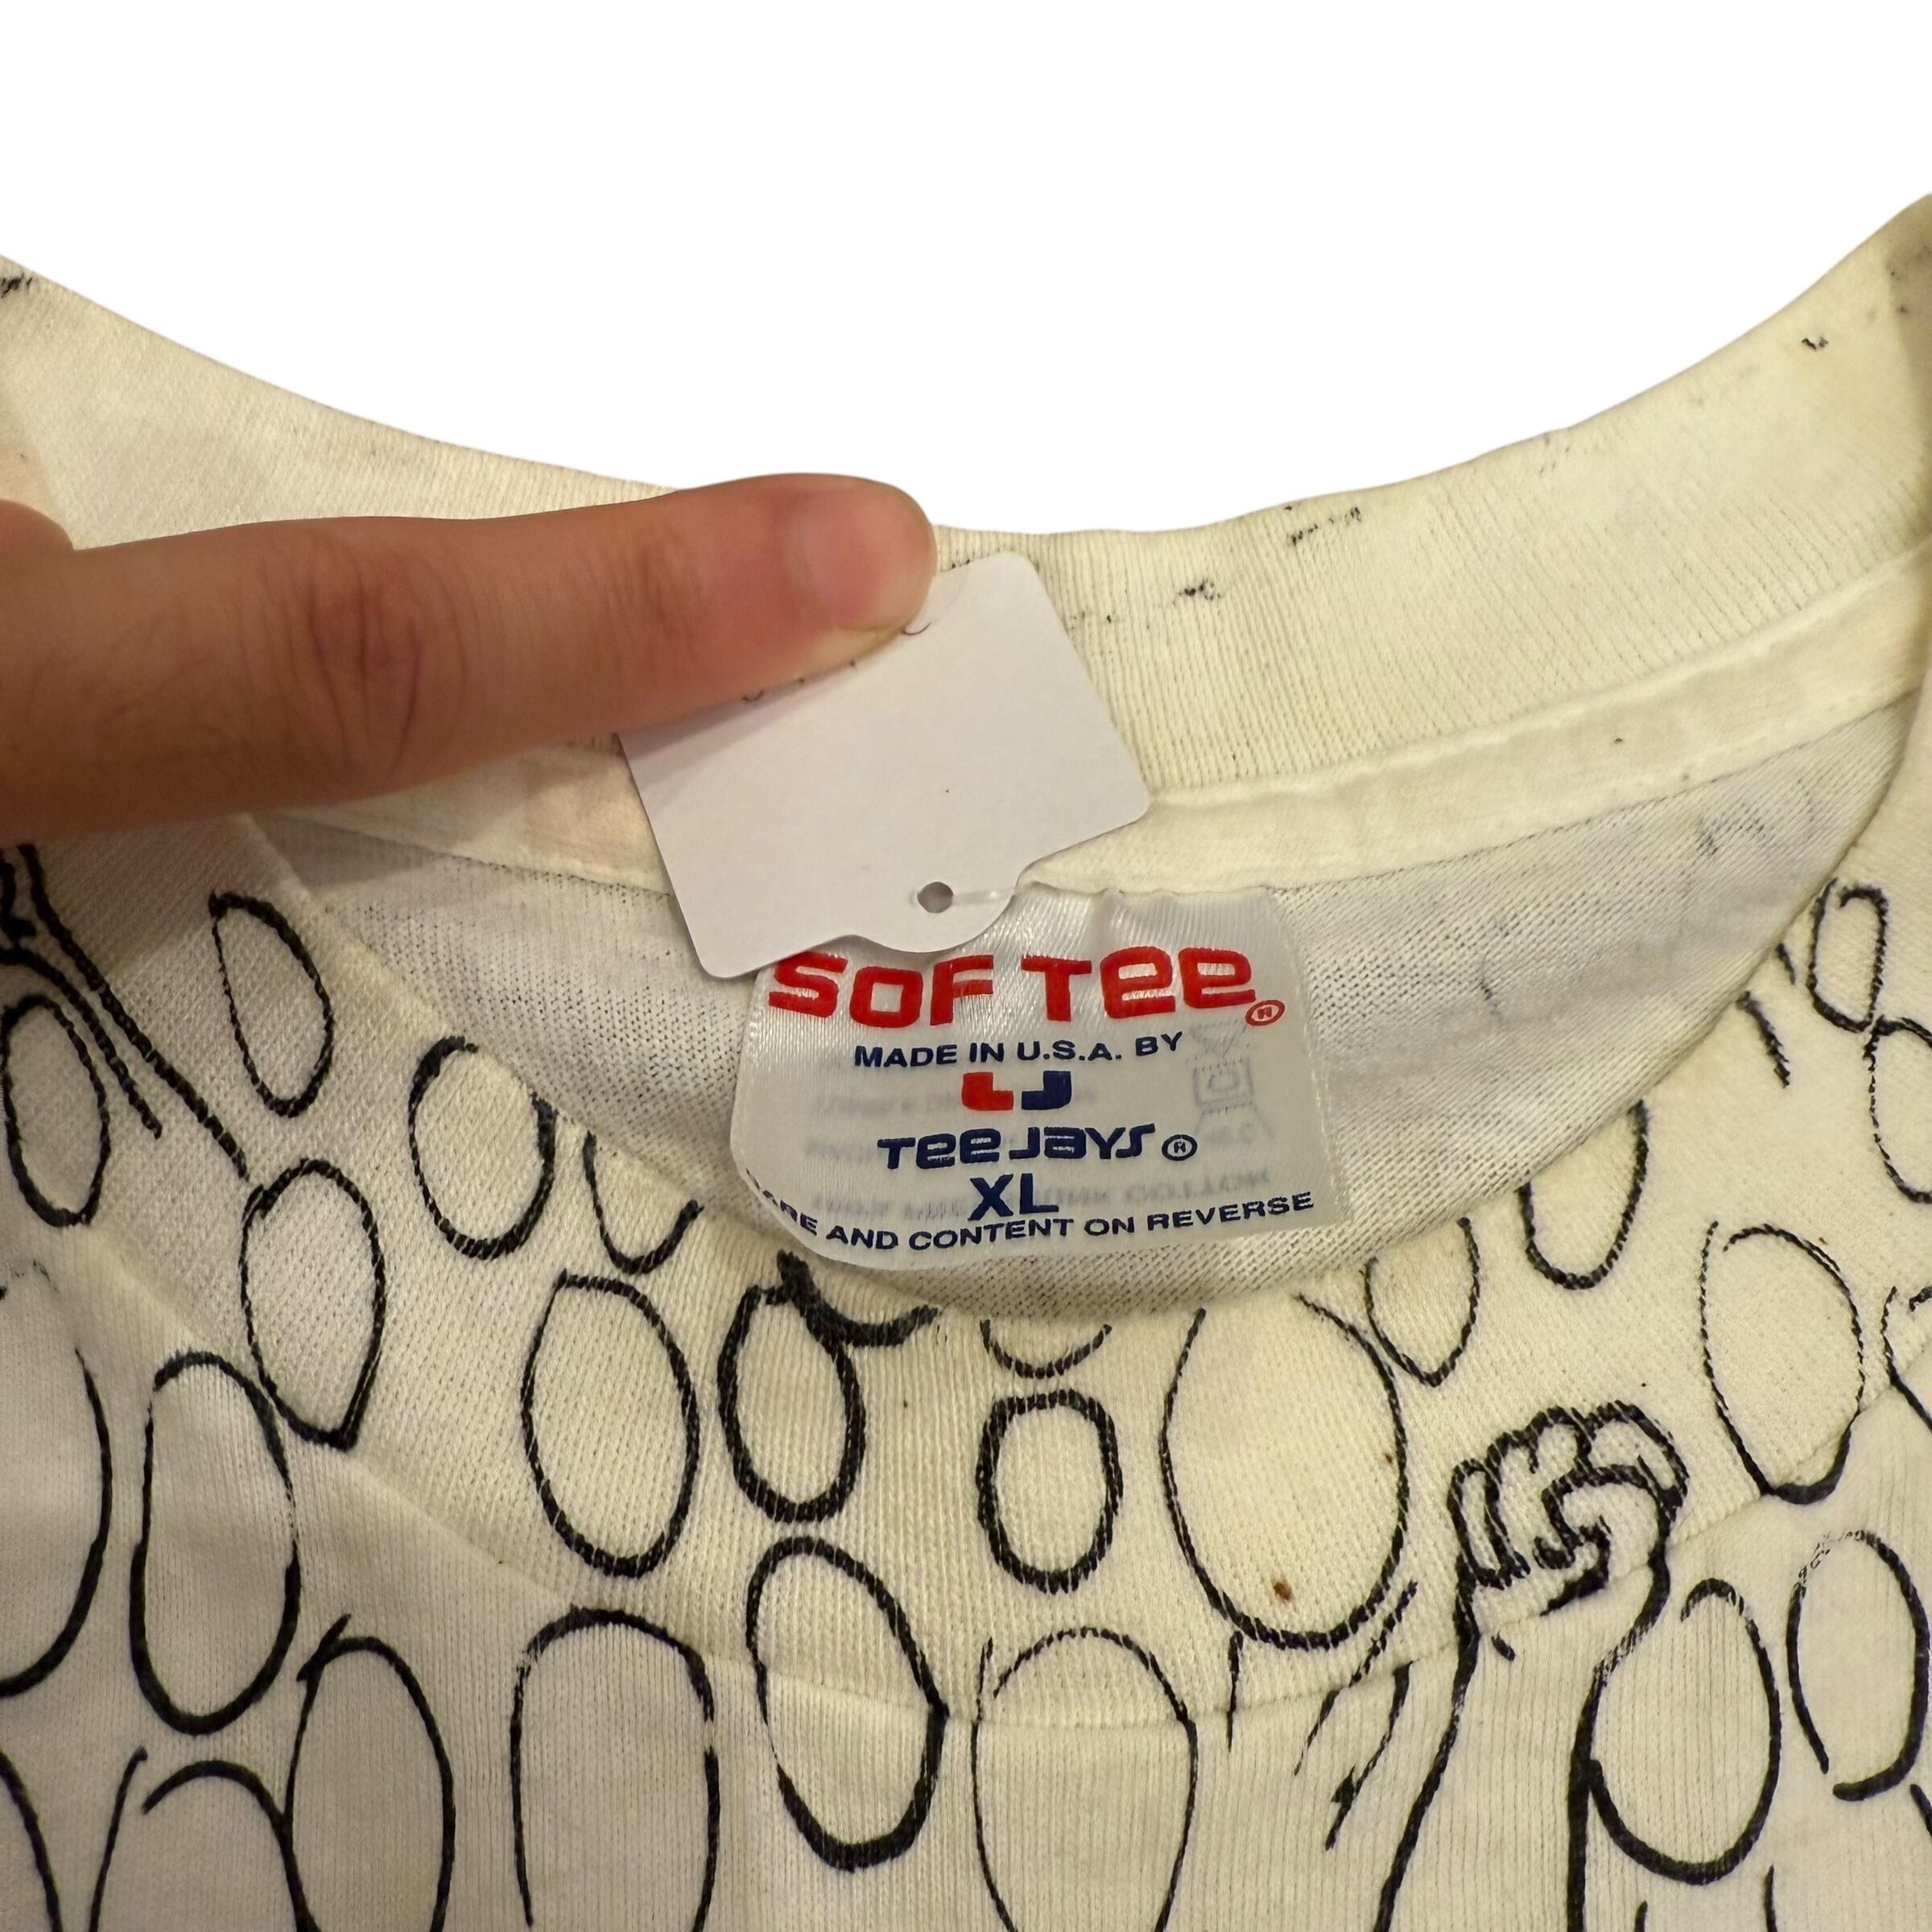 SOF TEE®
MADE IN U.S.A. BY
TEE JAYS®
XL
CARE AND CONTENT ON REVERSE